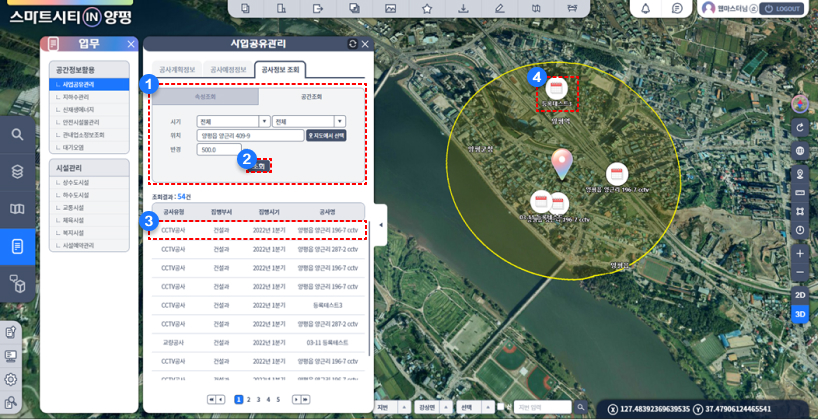 스마트시티 IN 양평
웹마스터님
LOGOUT
업무
공간정보활용
사업공유관리
지하수관리
신재생에너지
안전시설물관리
관내업소정보조회
대기오염
시설관리
상수도시설
하수도시설
교통시설
체육시설
복지시설
시설예약관리
사업공유관리
공사계획정보 공사예정정보 공사정보 조회
1
속성조회 공간조회
시기 전체 전체
위치 양평읍 양근리 409-9 지도에서 선택
반경 500.0
2 조회
조회결과 : 54건
공사유형 집행부서 집행시기 공사명
3
CCTV공사 건설과 2022년 1분기 양평읍 양근리 196-7 cctv
CCTV공사 건설과 2022년 1분기 양평읍 양근리 287-2 cctv
CCTV공사 건설과 2022년 1분기 양평읍 양근리 196-7 cctv
CCTV공사 건설과 2022년 1분기 양평읍 양근리 196-7 cctv
CCTV공사 건설과 2022년 1분기 등록테스트3
CCTV공사 건설과 2022년 1분기 양평읍 양근리 287-2 cctv
교량공사 건설과 2022년 1분기 03-11 등록테스트
CCTV공사 건설과 2022년 1분기 양평읍 양근리 196-7 cctv
CCTV공사 건설과 2022년 1분기 양평읍 양근리 196-7 cctv
1 2 3 4 5
4
등록테스트3
양평역
양평읍 양근리 196-7 cctv
196-7 cctv
2D
3D
지번 강상면 선택 지번 입력
X 127.48392369639535 Y 37.47906124465541